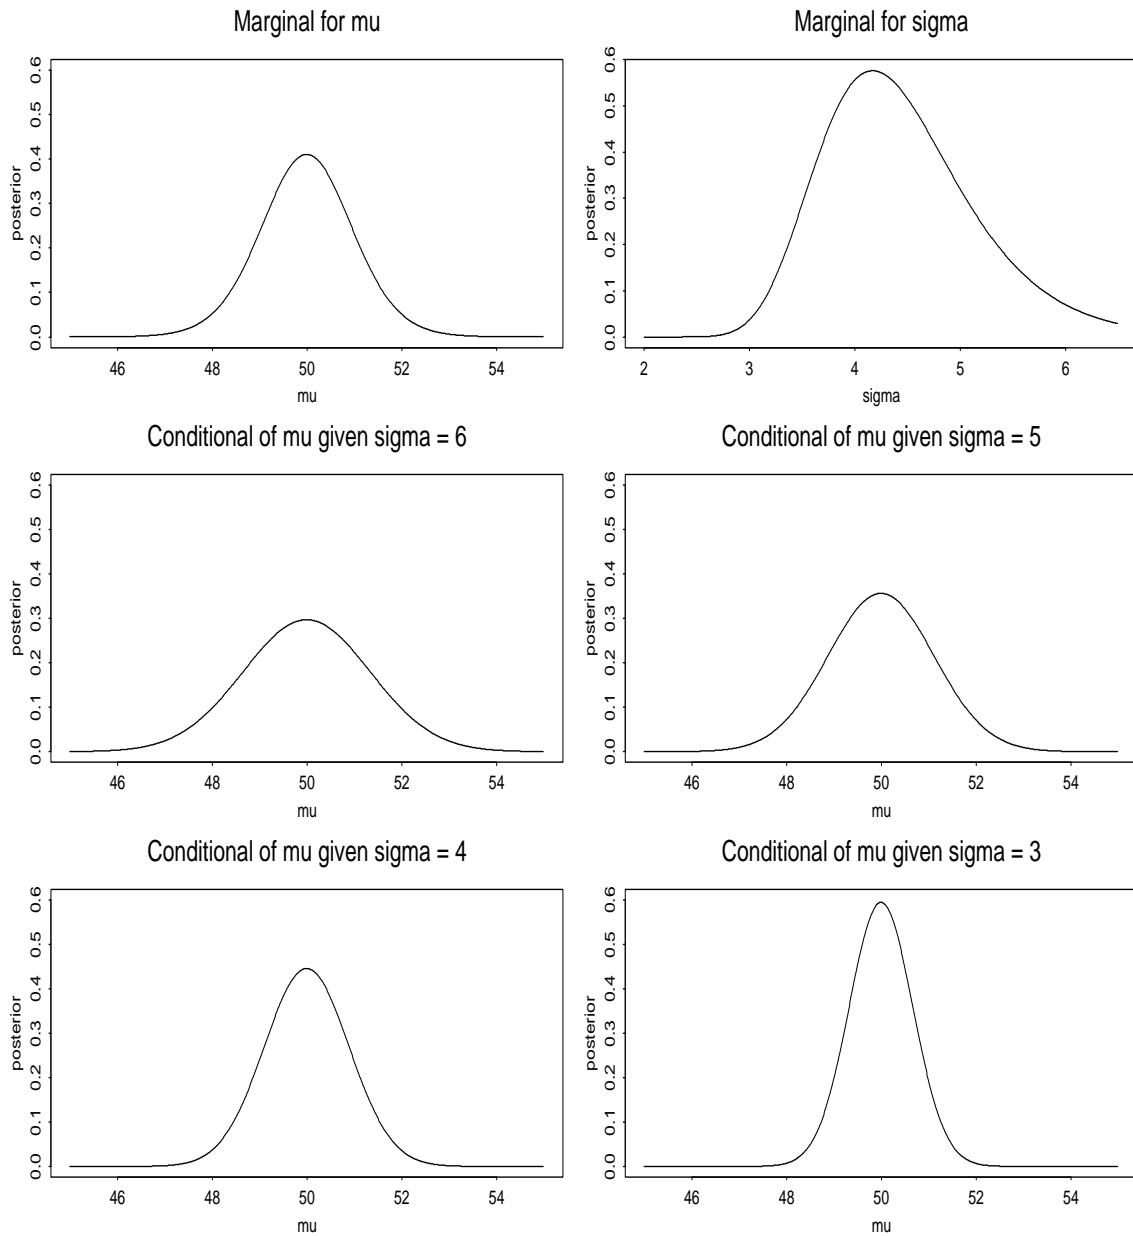 Marginal for mu
posterior
0.0 0.1 0.2 0.3 0.4 0.5 0.6
46 48 50 52 54
mu
Marginal for sigma
posterior
0.0 0.1 0.2 0.3 0.4 0.5 0.6
2 3 4 5 6
sigma
Conditional of mu given sigma = 6
posterior
0.0 0.1 0.2 0.3 0.4 0.5 0.6
46 48 50 52 54
mu
Conditional of mu given sigma = 5
posterior
0.0 0.1 0.2 0.3 0.4 0.5 0.6
46 48 50 52 54
mu
Conditional of mu given sigma = 4
posterior
0.0 0.1 0.2 0.3 0.4 0.5 0.6
46 48 50 52 54
mu
Conditional of mu given sigma = 3
posterior
0.0 0.1 0.2 0.3 0.4 0.5 0.6
46 48 50 52 54
mu